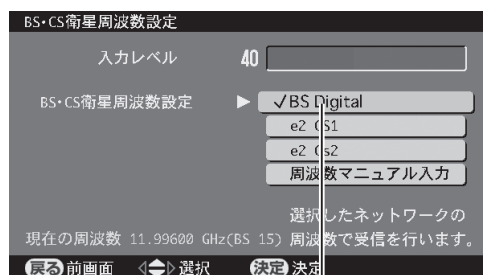 BS・CS衛星周波数設定
入力レベル 40
BS・CS衛星周波数設定 ▶ ✓BS Digital
e2 CS1
e2 Cs2
周波数マニュアル入力
選択したネットワークの
現在の周波数 11.99600 GHz(BS 15) 周波数で受信を行います。
戻る 前画面 選択 決定 決定